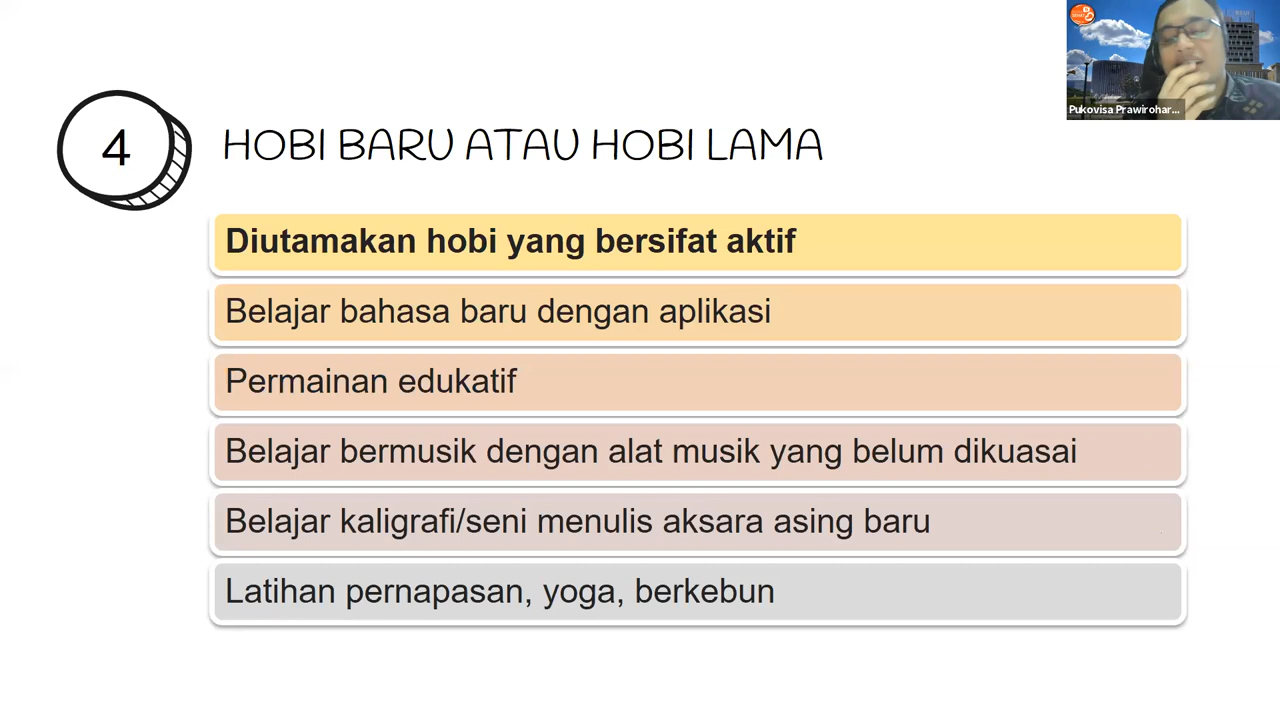 4
HOBI BARU ATAU HOBI LAMA
Diutamakan hobi yang bersifat aktif
Belajar bahasa baru dengan aplikasi
Permainan edukatif
Belajar bermusik dengan alat musik yang belum dikuasai
Belajar kaligrafi/seni menulis aksara asing baru
Latihan pernapasan, yoga, berkebun
Pukovisa Prawirohar...